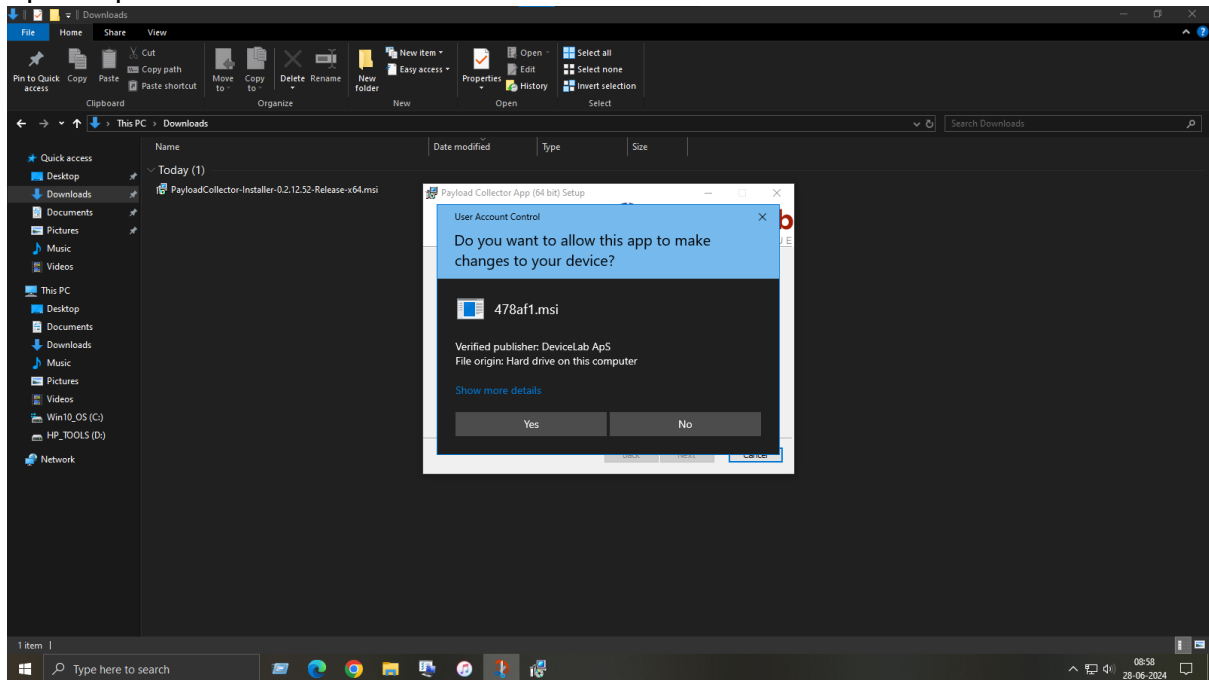 Downloads
File Home Share View
Pin to Quick access
Copy
Paste
Cut
Copy path
Paste shortcut
Clipboard
Move to
Copy to
Delete
Rename
Organize
New folder
New item
Easy access
New
Properties
Open
Edit
History
Open
Select all
Select none
Invert selection
Select
This PC > Downloads
Search Downloads
Name Date modified Type Size
Today (1)
PayloadCollector-Installer-0.2.12.52-Release-x64.msi
Quick access
Desktop
Downloads
Documents
Pictures
Music
Videos
This PC
Desktop
Documents
Downloads
Music
Pictures
Videos
Win10_OS (C:)
HP_TOOLS (D:)
Network
Payload Collector App (64 bit) Setup
User Account Control
Do you want to allow this app to make
changes to your device?
478af1.msi
Verified publisher: DeviceLab ApS
File origin: Hard drive on this computer
Show more details
Yes No
Back Next Cancel
1 item
Type here to search
08:58
28-06-2024